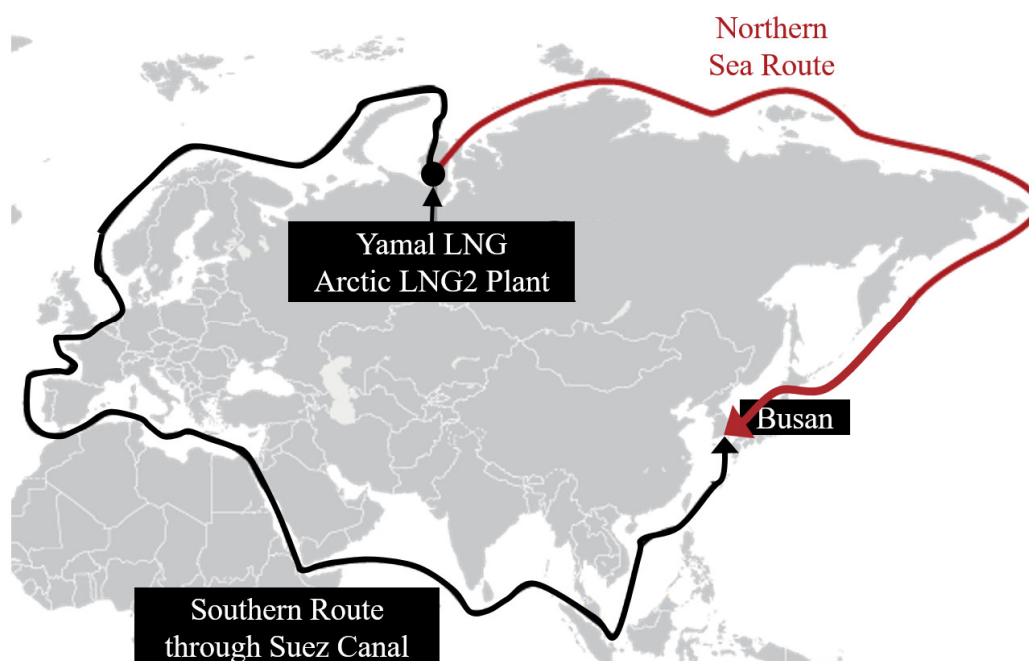 Northern
Sea Route
Yamal LNG
Arctic LNG2 Plant
Busan
Southern Route
through Suez Canal